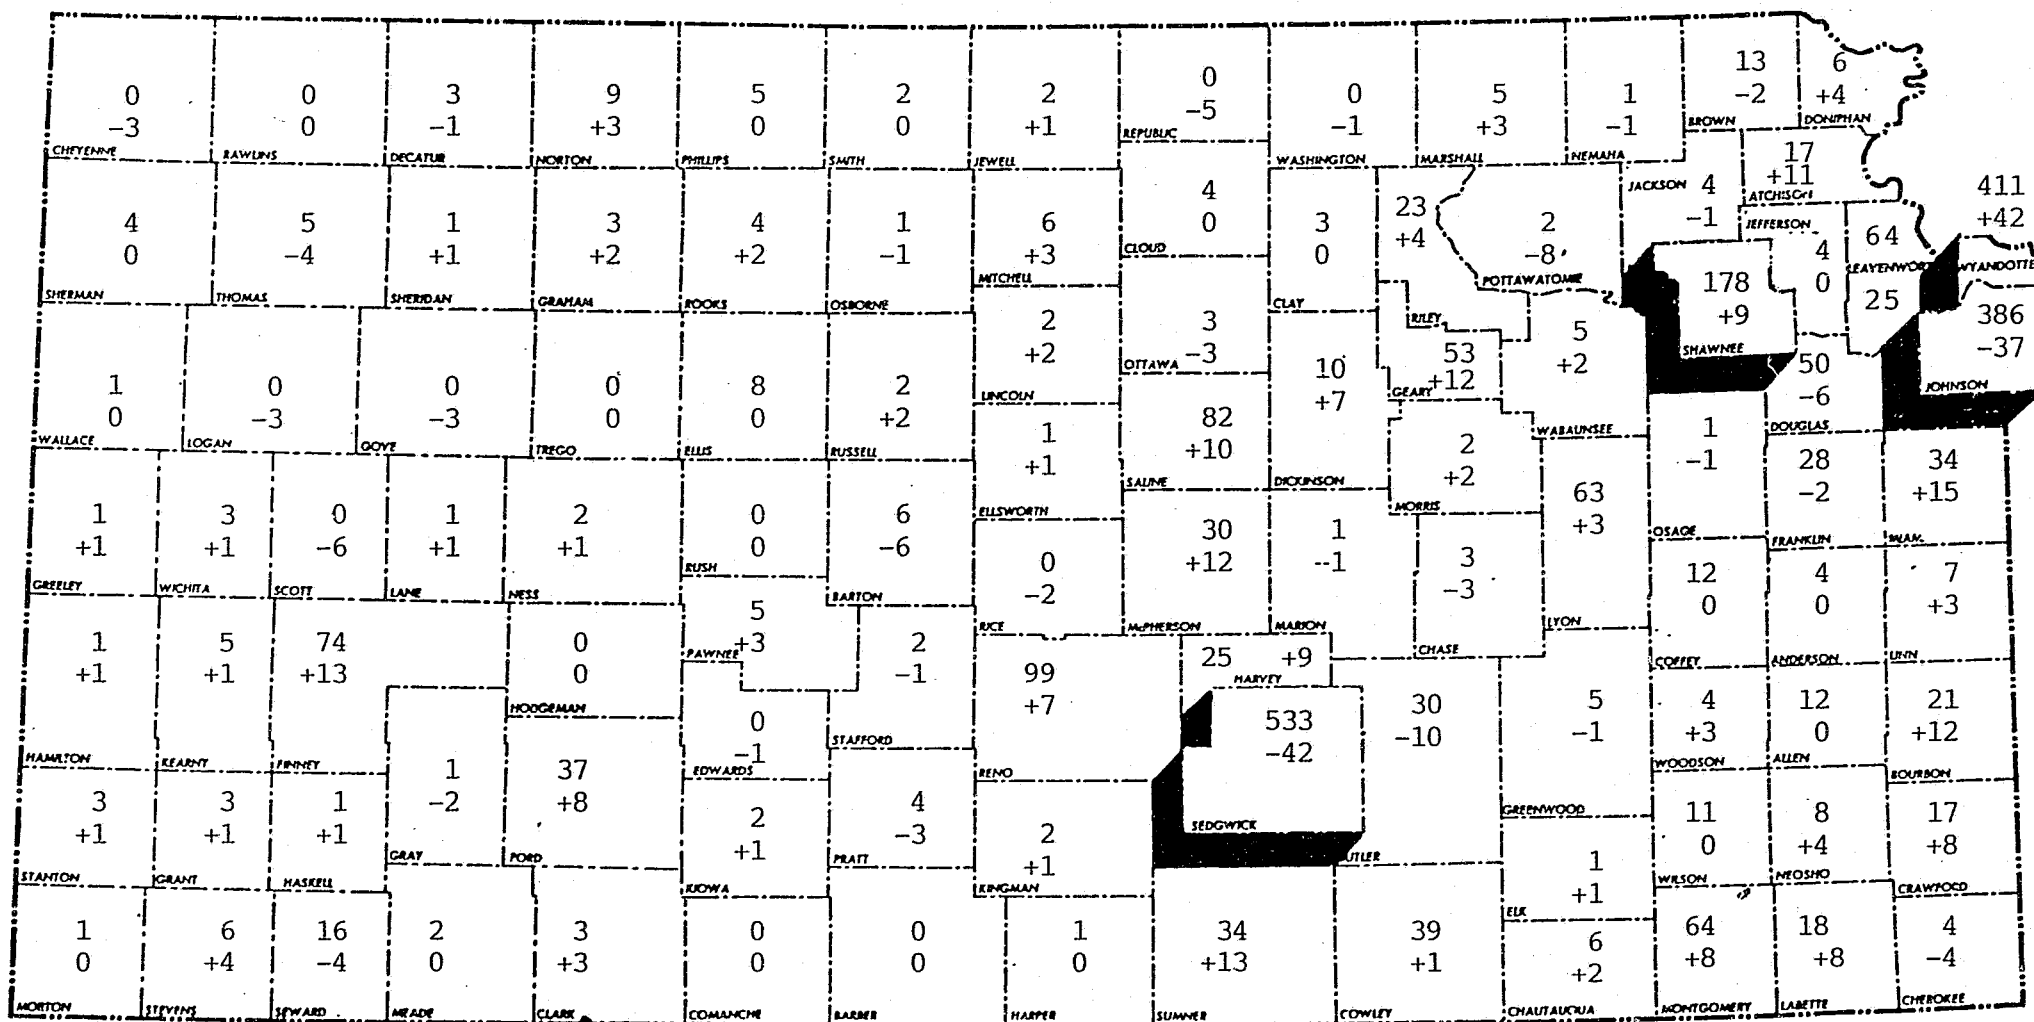 0
-3
CHEYENNE
0
0
RAWLINS
3
-1
DECATUR
9
+3
NORTON
5
0
PHILLIPS
2
0
SMITH
2
+1
JEWELL
0
-5
REPUBLIC
0
-1
WASHINGTON
5
+3
MARSHALL
1
-1
NEMAHA
13
-2
BROWN
6
+4
DONIPHAN
4
0
SHERMAN
5
-4
THOMAS
1
+1
SHERIDAN
3
+2
GRAHAM
4
+2
ROOKS
1
-1
OSBORNE
6
+3
MITCHELL
4
0
CLOUD
3
0
CLAY
23
+4
RILEY
2
-8
POTTAWATOMIE
JACKSON
4
-1
17
+11
ATCHISON
JEFFERSON
4
0
64
LEAVENWORT
25
411
+42
WYANDOTTE
178
+9
SHAWNEE
386
-37
JOHNSON
1
0
WALLACE
0
-3
LOGAN
0
-3
GOVE
0
0
TREGO
8
0
ELLIS
2
+2
RUSSELL
2
+2
LINCOLN
3
-3
OTTAWA
10
+7
DICKINSON
53
+12
GEARY
5
+2
WABAUNSEE
50
-6
DOUGLAS
1
+1
ELLSWORTH
82
+10
SALINE
2
+2
MORRIS
1
-1
OSAGE
28
-2
FRANKLIN
34
+15
MIAM
1
+1
GREELEY
3
+1
WICHITA
0
-6
SCOTT
1
+1
LANE
2
+1
NESS
0
0
RUSH
6
-6
BARTON
0
-2
RICE
30
+12
McPHERSON
1
--1
MARION
3
-3
CHASE
63
+3
LYON
12
0
COFFEY
4
0
ANDERSON
7
+3
LINN
1
+1
HAMILTON
5
+1
KEARNY
74
+13
FINNEY
0
0
HODGEMAN
5
+3
PAWNEE
2
-1
STAFFORD
99
+7
RENO
25 +9
HARVEY
533
-42
SEDGWICK
30
-10
UTLER
5
-1
GREENWOOD
4
+3
WOODSON
12
0
ALLEN
21
+12
BOURBON
1
-2
GRAY
37
+8
FORD
0
-1
EDWARDS
3
+1
STANTON
3
+1
GRANT
1
+1
HASKELL
2
+1
KIOWA
4
-3
PRATT
2
+1
KINGMAN
1
+1
ELK
11
0
WILSON
8
+4
NEOSHO
17
+8
CRAWFORD
1
0
MORTON
6
+4
STEVENS
16
-4
SEWARD
2
0
MEADE
3
+3
CLARK
0
0
COMANCHE
0
0
BARBER
1
0
HARPER
34
+13
SUMNER
39
+1
COWLEY
6
+2
CHAUTAUQUA
64
+8
MONTGOMERY
18
+8
LABETTE
4
-4
CHEROKEE